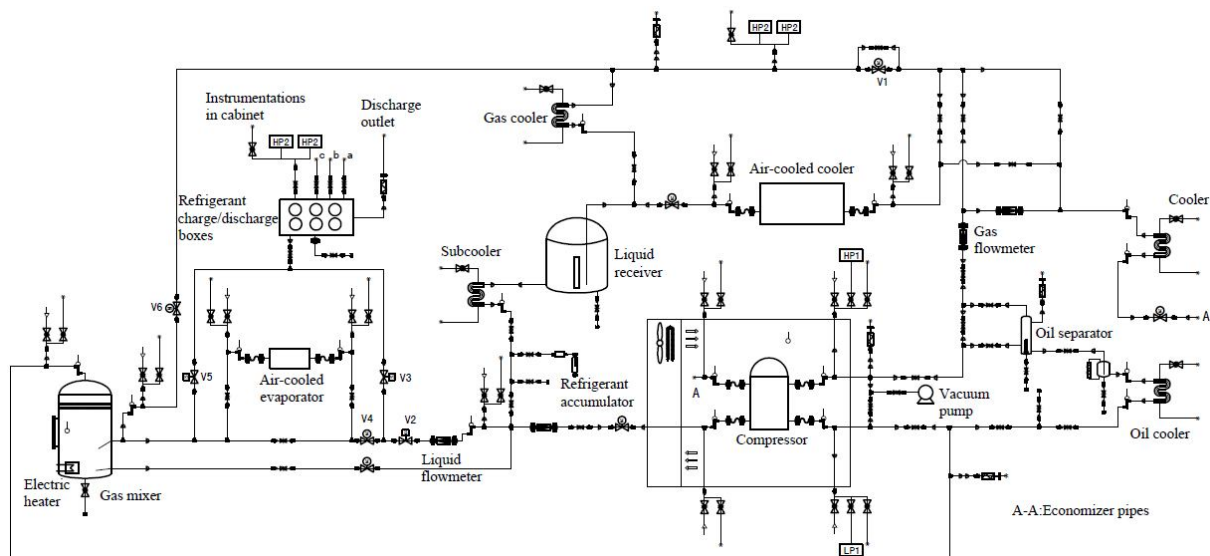 HP2
HP2
V1
Instrumentations
in cabinet
Discharge
outlet
Gas cooler
HP2
HP2
c
b
a
Air-cooled cooler
Refrigerant
charge/discharge
boxes
Cooler
Gas
flowmeter
Subcooler
Liquid
receiver
HP1
V6
A
Oil separator
V5
Air-cooled
evaporator
V3
Refrigerant
accumulator
A
Vacuum
pump
V4
V2
Compressor
Oil cooler
Liquid
flowmeter
Electric
heater
Gas mixer
A-A:Economizer pipes
LP1